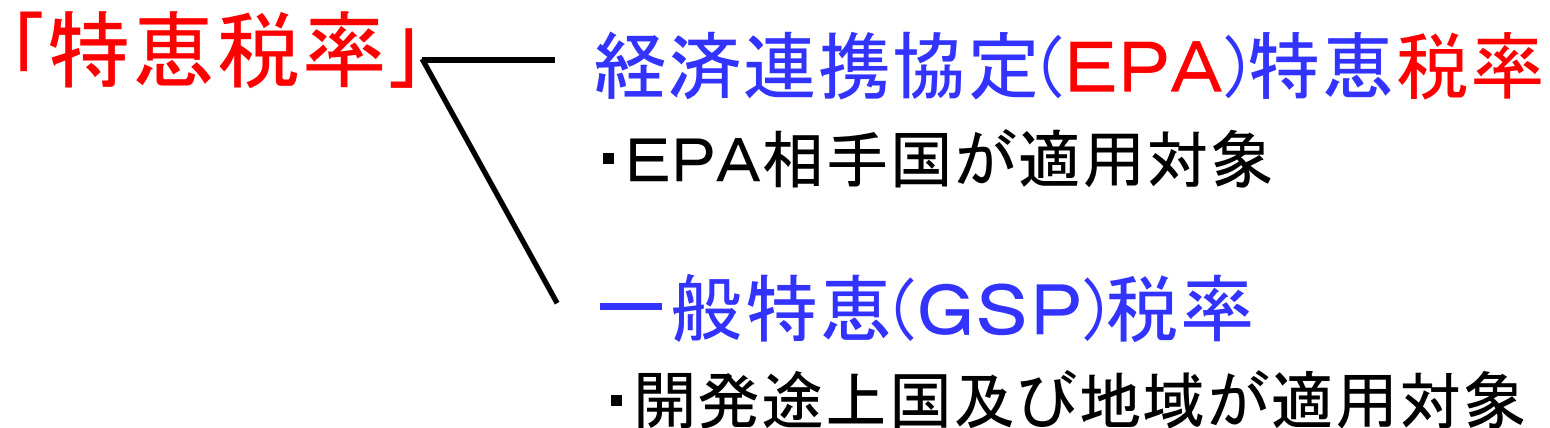 「特恵税率」
経済連携協定(EPA)特恵税率
・EPA相手国が適用対象
一般特恵(GSP)税率
・開発途上国及び地域が適用対象